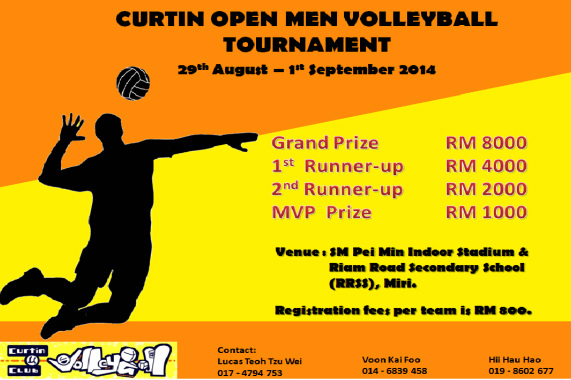 CURTIN OPEN MEN VOLLEYBALL
TOURNAMENT
29th August – 1st September 2014
Grand Prize RM 8000
1st Runner-up RM 4000
2nd Runner-up RM 2000
MVP Prize RM 1000
Venue : SM Pei Min Indoor Stadium &
Riam Road Secondary School
(RRSS), Miri.
Registration fees per team is RM 800.
Curtin
CLUB
Volleyball
Contact:
Lucas Teoh Tzu Wei
017 - 4794 753
Voon Kai Foo
014 - 6839 458
Hii Hau Hao
019 - 8602 677